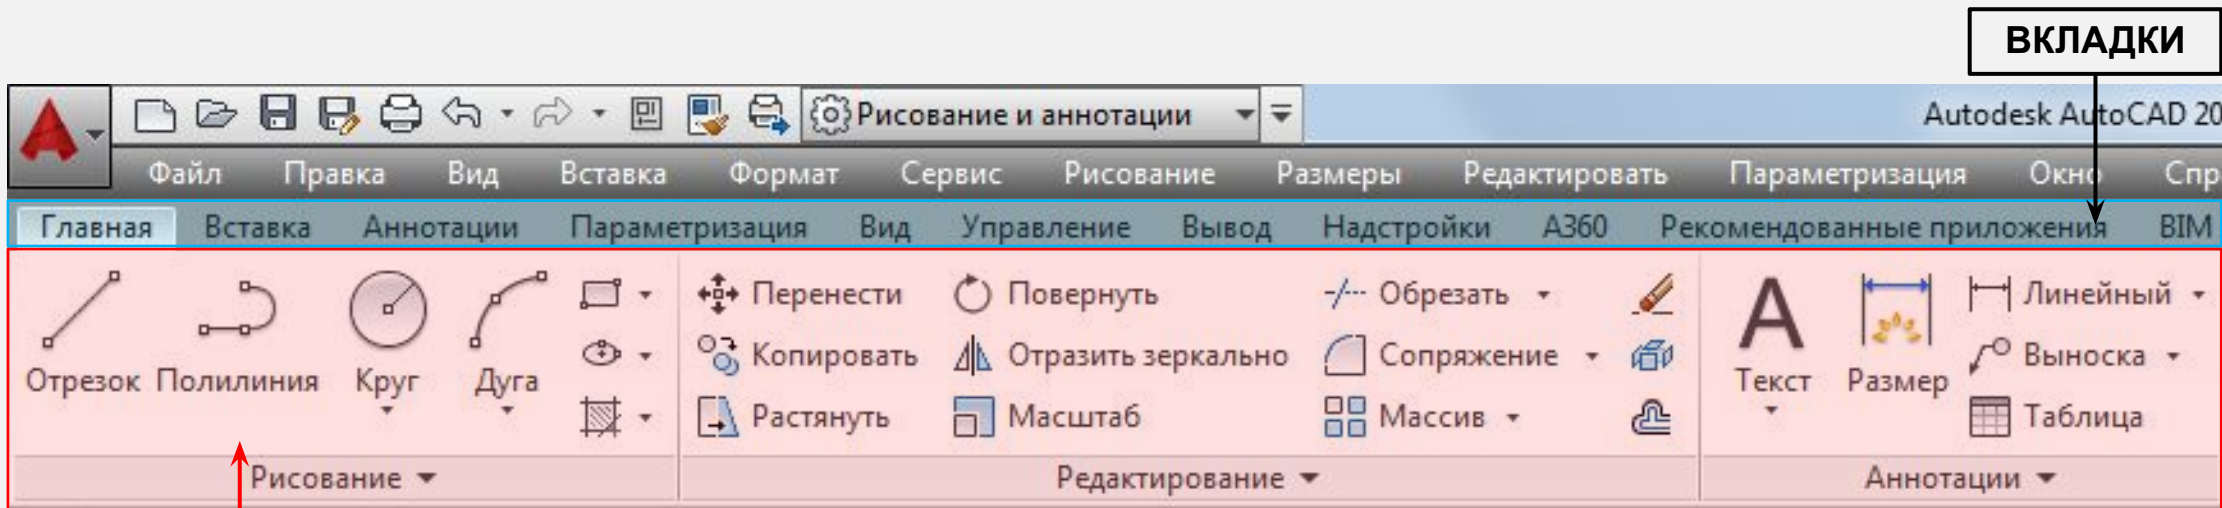 ВКЛАДКИ
Рисование и аннотации Autodesk AutoCAD 20
Файл Правка Вид Вставка Формат Сервис Рисование Размеры Редактировать Параметризация Окно Спр
Главная Вставка Аннотации Параметризация Вид Управление Вывод Надстройки A360 Рекомендованные приложения BIM
Перенести Повернуть Обрезать Линейный
Копировать Отразить зеркально Сопряжение Выноска
Отрезок Полилиния Круг Дуга Текст Размер
Растянуть Масштаб Массив Таблица
Рисование Редактирование Аннотации